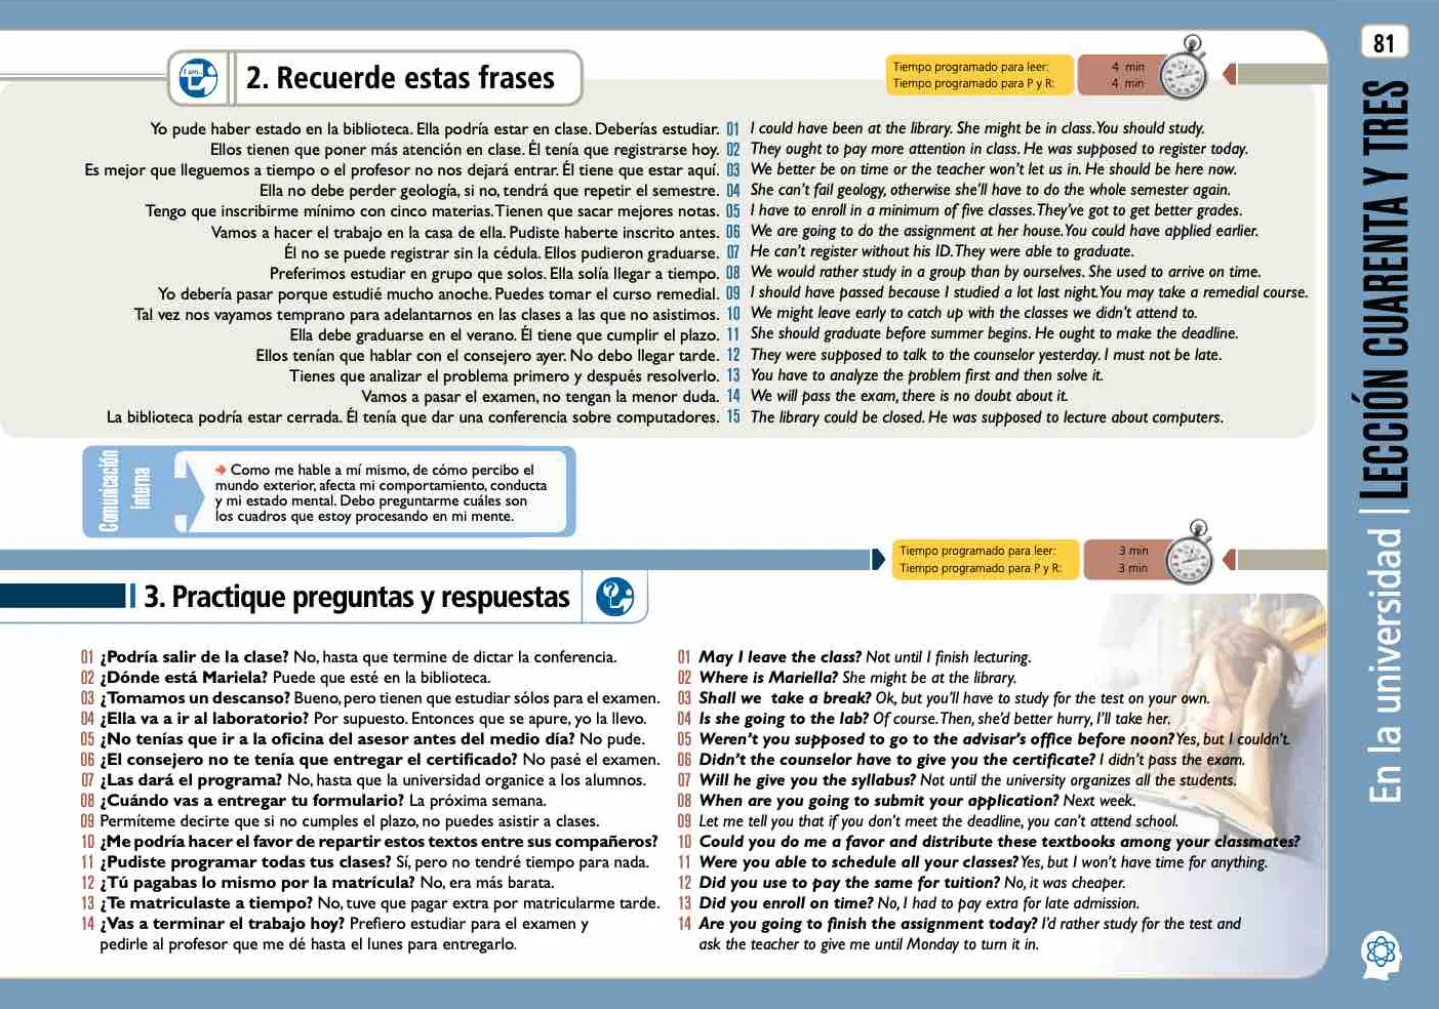 81
LECCIÓN CUARENTA Y TRES
En la universidad
I am...
2. Recuerde estas frases
Tiempo programado para leer: 4 min
Tiempo programado para P y R: 4 min
Yo pude haber estado en la biblioteca. Ella podría estar en clase. Deberías estudiar. 01 I could have been at the library. She might be in class. You should study.
Ellos tienen que poner más atención en clase. Él tenía que registrarse hoy. 02 They ought to pay more attention in class. He was supposed to register today.
Es mejor que lleguemos a tiempo o el profesor no nos dejará entrar. Él tiene que estar aquí. 03 We better be on time or the teacher won't let us in. He should be here now.
Ella no debe perder geología, si no, tendrá que repetir el semestre. 04 She can't fail geology, otherwise she'll have to do the whole semester again.
Tengo que inscribirme mínimo con cinco materias. Tienen que sacar mejores notas. 05 I have to enroll in a minimum of five classes. They've got to get better grades.
Vamos a hacer el trabajo en la casa de ella. Pudiste haberte inscrito antes. 06 We are going to do the assignment at her house. You could have applied earlier.
Él no se puede registrar sin la cédula. Ellos pudieron graduarse. 07 He can't register without his ID. They were able to graduate.
Preferimos estudiar en grupo que solos. Ella solía llegar a tiempo. 08 We would rather study in a group than by ourselves. She used to arrive on time.
Yo debería pasar porque estudié mucho anoche. Puedes tomar el curso remedial. 09 I should have passed because I studied a lot last night. You may take a remedial course.
Tal vez nos vayamos temprano para adelantarnos en las clases a las que no asistimos. 10 We might leave early to catch up with the classes we didn't attend to.
Ella debe graduarse en el verano. Él tiene que cumplir el plazo. 11 She should graduate before summer begins. He ought to make the deadline.
Ellos tenían que hablar con el consejero ayer. No debo llegar tarde. 12 They were supposed to talk to the counselor yesterday. I must not be late.
Tienes que analizar el problema primero y después resolverlo. 13 You have to analyze the problem first and then solve it.
Vamos a pasar el examen, no tengan la menor duda. 14 We will pass the exam, there is no doubt about it.
La biblioteca podría estar cerrada. Él tenía que dar una conferencia sobre computadores. 15 The library could be closed. He was supposed to lecture about computers.
Comunicación
interna
Como me hable a mí mismo, de cómo percibo el
mundo exterior, afecta mi comportamiento, conducta
y mi estado mental. Debo preguntarme cuáles son
los cuadros que estoy procesando en mi mente.
Tiempo programado para leer: 3 min
Tiempo programado para P y R: 3 min
3. Practique preguntas y respuestas
?
01 ¿Podría salir de la clase? No, hasta que termine de dictar la conferencia.
02 ¿Dónde está Mariela? Puede que esté en la biblioteca.
03 ¿Tomamos un descanso? Bueno, pero tienen que estudiar sólos para el examen.
04 ¿Ella va a ir al laboratorio? Por supuesto. Entonces que se apure, yo la llevo.
05 ¿No tenías que ir a la oficina del asesor antes del medio día? No pude.
06 ¿El consejero no te tenía que entregar el certificado? No pasé el examen.
07 ¿Las dará el programa? No, hasta que la universidad organice a los alumnos.
08 ¿Cuándo vas a entregar tu formulario? La próxima semana.
09 Permíteme decirte que si no cumples el plazo, no puedes asistir a clases.
10 ¿Me podría hacer el favor de repartir estos textos entre sus compañeros?
11 ¿Pudiste programar todas tus clases? Sí, pero no tendré tiempo para nada.
12 ¿Tú pagabas lo mismo por la matrícula? No, era más barata.
13 ¿Te matriculaste a tiempo? No, tuve que pagar extra por matricularme tarde.
14 ¿Vas a terminar el trabajo hoy? Prefiero estudiar para el examen y
pedirle al profesor que me dé hasta el lunes para entregarlo.
01 May I leave the class? Not until I finish lecturing.
02 Where is Mariella? She might be at the library.
03 Shall we take a break? Ok, but you'll have to study for the test on your own.
04 Is she going to the lab? Of course. Then, she'd better hurry, I'll take her.
05 Weren't you supposed to go to the advisar's office before noon? Yes, but I couldn't.
06 Didn't the counselor have to give you the certificate? I didn't pass the exam.
07 Will he give you the syllabus? Not until the university organizes all the students.
08 When are you going to submit your application? Next week.
09 Let me tell you that if you don't meet the deadline, you can't attend school.
10 Could you do me a favor and distribute these textbooks among your classmates?
11 Were you able to schedule all your classes? Yes, but I won't have time for anything.
12 Did you use to pay the same for tuition? No, it was cheaper.
13 Did you enroll on time? No, I had to pay extra for late admission.
14 Are you going to finish the assignment today? I'd rather study for the test and
ask the teacher to give me until Monday to turn it in.